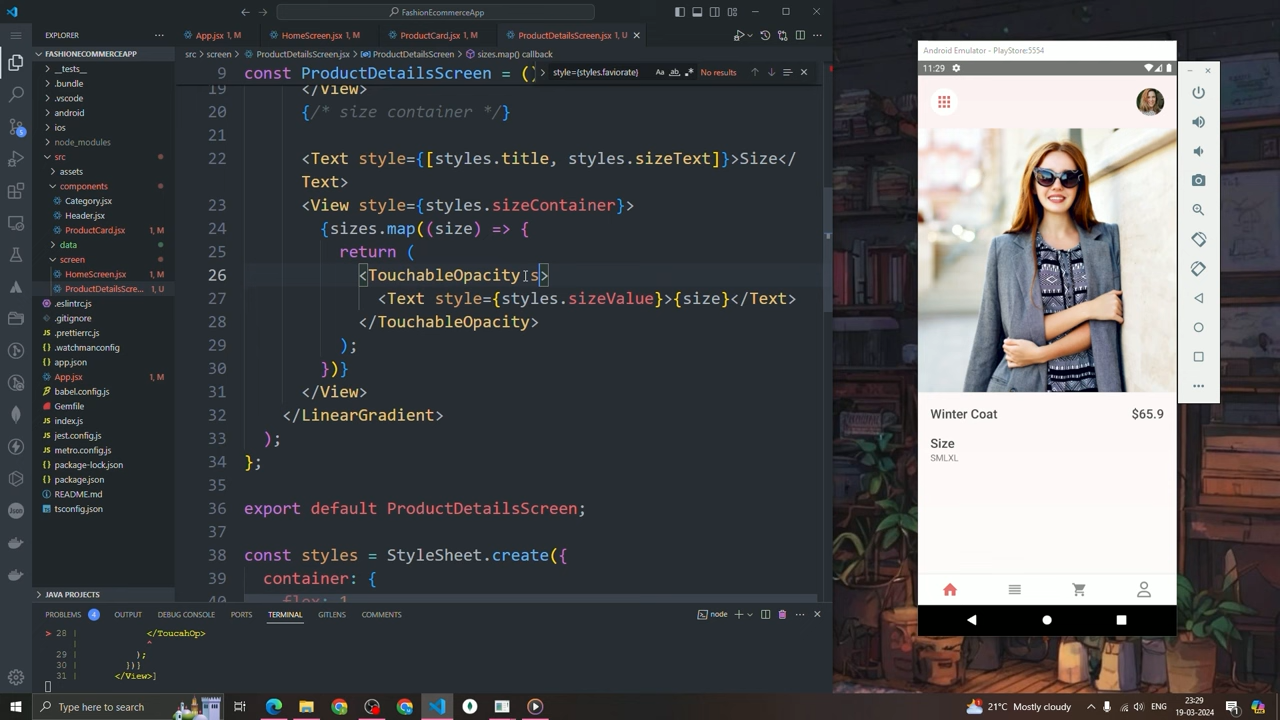 FashionEcommerceApp
EXPLORER
App.jsx 1, M
HomeScreen.jsx 1, M
ProductCard.jsx 1, M
ProductDetailsScreen.jsx 1, U
FASHIONECOMMERCEAPP
__tests__
.bundle
.vscode
android
ios
node_modules
src
assets
components
Category.jsx
Header.jsx
ProductCard.jsx 1, M
data
screen
HomeScreen.jsx 1, M
ProductDetailsScre... 1, U
.eslintrc.js
.gitignore
.prettierrc.js
.watchmanconfig
app.json
App.jsx 1, M
babel.config.js
Gemfile
index.js
jest.config.js
metro.config.js
package-lock.json
package.json
README.md
tsconfig.json
JAVA PROJECTS
src > screen > ProductDetailsScreen.jsx > ProductDetailsScreen > sizes.map() callback
style={styles.faviorate}
No results
9 const ProductDetailsScreen = ()
19 </View>
20 {/* size container */}
21
22 <Text style={[styles.title, styles.sizeText]}>Size</
Text>
23 <View style={styles.sizeContainer}>
24 {sizes.map((size) => {
25 return (
26 <TouchableOpacity s>
27 <Text style={styles.sizeValue}>{size}</Text>
28 </TouchableOpacity>
29 );
30 })}
31 </View>
32 </LinearGradient>
33 );
34 };
35
36 export default ProductDetailsScreen;
37
38 const styles = StyleSheet.create({
39 container: {
PROBLEMS 4 OUTPUT DEBUG CONSOLE PORTS TERMINAL GITLENS COMMENTS
node
> 28 | </ToucahOp>
| ^
29 | );
30 | })]
31 | </View>]
Android Emulator - PlayStore:5554
11:29
Winter Coat $65.9
Size
SMLXL
Type here to search
21°C Mostly cloudy
ENG
23:29
19-03-2024